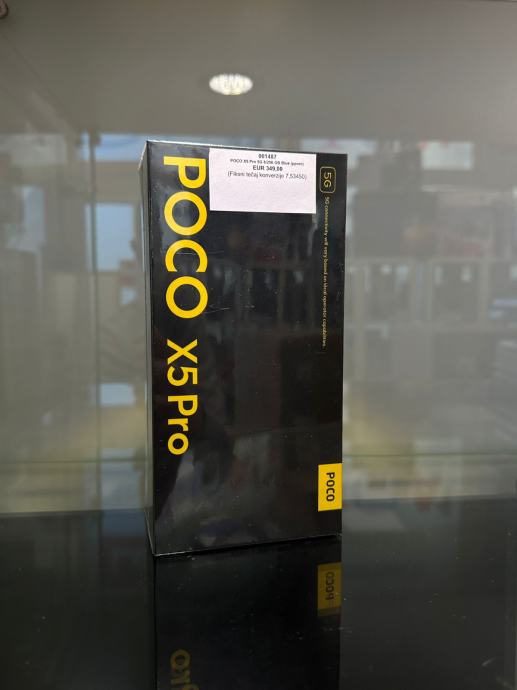 001487
POCO X5 Pro 5G 8/256 GB Blue (ppom)
EUR 349,00
(Fiksni tečaj konverzije 7,53450)
POCO X5 Pro
5G
5G connectivity will vary based on local operator capabilities.
POCO